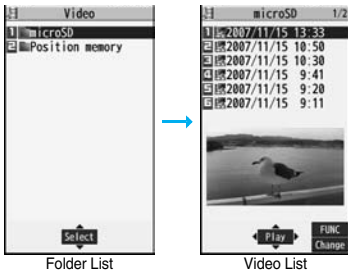 Video
1 microSD
2 Position memory
Select
Folder List
microSD 1/2
1 2007/11/15 13:33
2 2007/11/15 10:50
3 2007/11/15 10:30
4 2007/11/15 9:41
5 2007/11/15 9:20
6 2007/11/15 9:11
Play
FUNC
Change
Video List